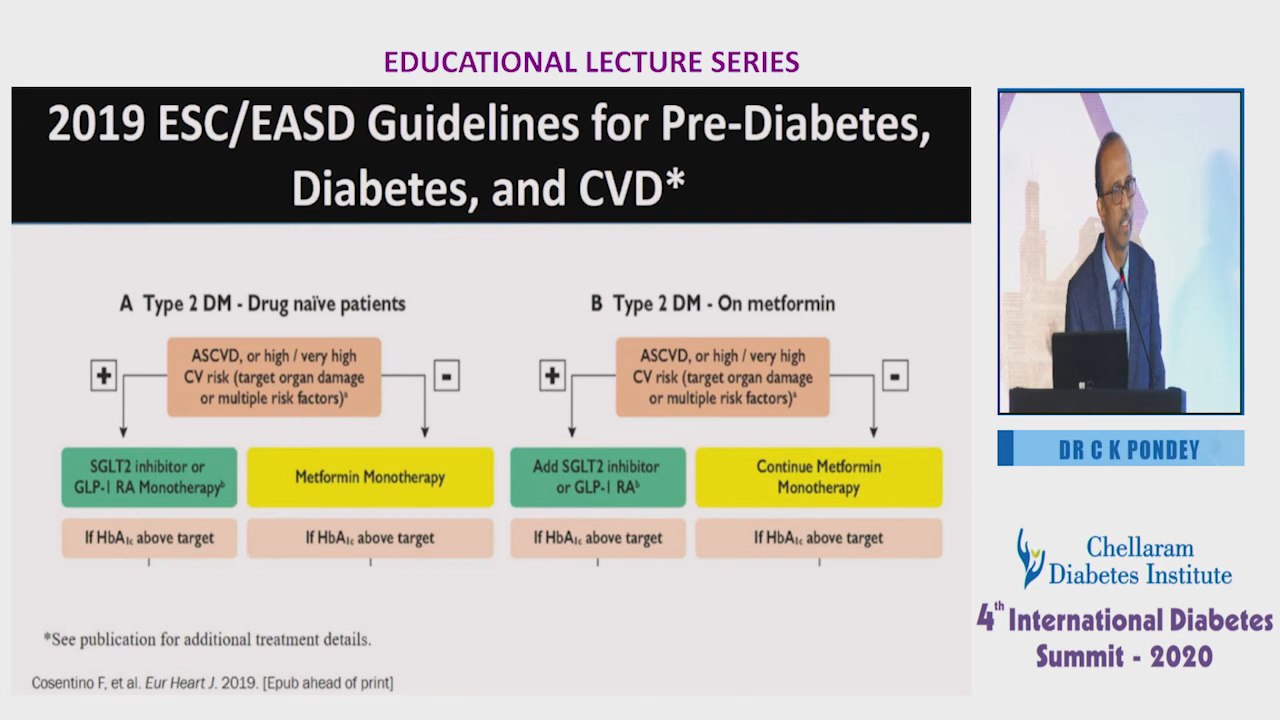 EDUCATIONAL LECTURE SERIES
2019 ESC/EASD Guidelines for Pre-Diabetes,
Diabetes, and CVD*
A Type 2 DM - Drug naïve patients
+
ASCVD, or high / very high
CV risk (target organ damage
or multiple risk factors)ᵃ
-
SGLT2 inhibitor or
GLP-1 RA Monotherapyᵇ
Metformin Monotherapy
If HbA1c above target
If HbA1c above target
B Type 2 DM - On metformin
+
ASCVD, or high / very high
CV risk (target organ damage
or multiple risk factors)ᵃ
-
Add SGLT2 inhibitor
or GLP-1 RAᵇ
Continue Metformin
Monotherapy
If HbA1c above target
If HbA1c above target
*See publication for additional treatment details.
Cosentino F, et al. Eur Heart J. 2019. [Epub ahead of print]
DR C K PONDEY
Chellaram
Diabetes Institute
4th International Diabetes
Summit - 2020